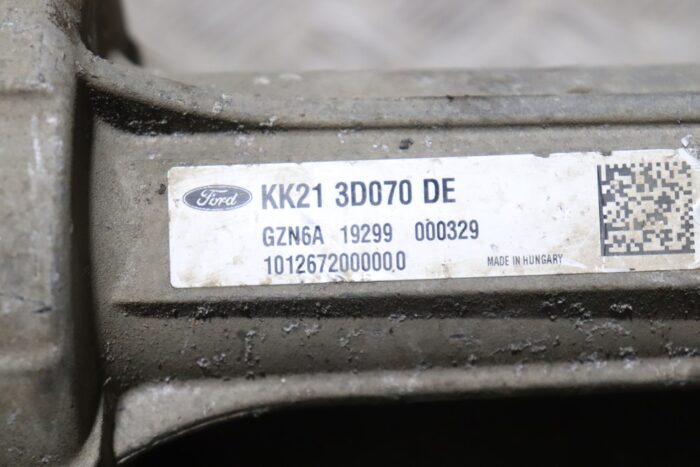 Ford KK21 3D070 DE
GZN6A 19299 000329
101267200000,0 MADE IN HUNGARY